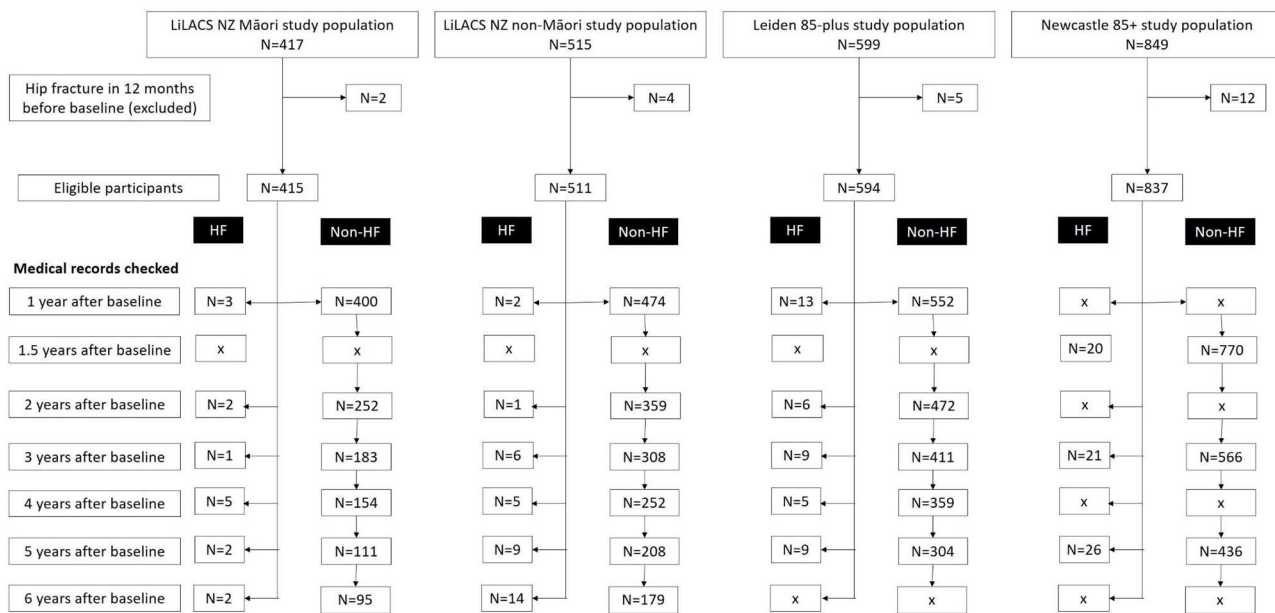 LiLACS NZ Māori study population
N=417
LiLACS NZ non-Māori study population
N=515
Leiden 85-plus study population
N=599
Newcastle 85+ study population
N=849
Hip fracture in 12 months
before baseline (excluded)
N=2
N=4
N=5
N=12
Eligible participants
N=415
N=511
N=594
N=837
HF
Non-HF
HF
Non-HF
HF
Non-HF
HF
Non-HF
Medical records checked
1 year after baseline
N=3
N=400
N=2
N=474
N=13
N=552
x
x
1.5 years after baseline
x
x
x
x
x
x
N=20
N=770
2 years after baseline
N=2
N=252
N=1
N=359
N=6
N=472
x
x
3 years after baseline
N=1
N=183
N=6
N=308
N=9
N=411
N=21
N=566
4 years after baseline
N=5
N=154
N=5
N=252
N=5
N=359
x
x
5 years after baseline
N=2
N=111
N=9
N=208
N=9
N=304
N=26
N=436
6 years after baseline
N=2
N=95
N=14
N=179
x
x
x
x